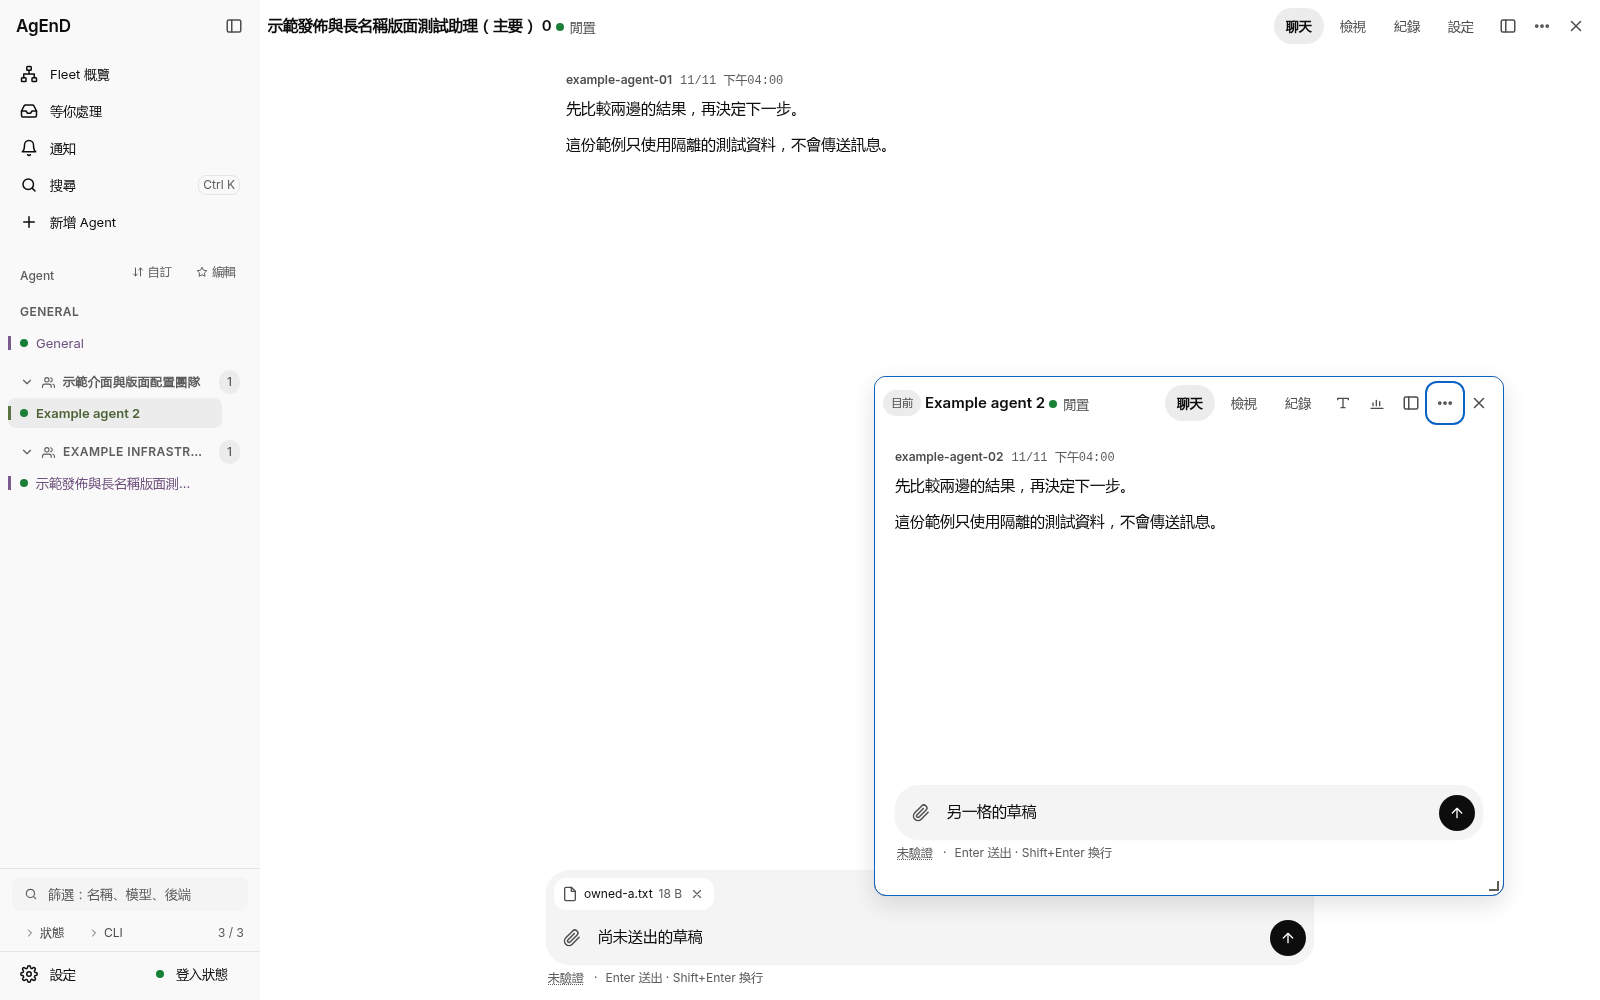 AgEnD
Fleet 概覽
等你處理
通知
搜尋 Ctrl K
新增 Agent
Agent 自訂 編輯
GENERAL
General
示範介面與版面配置團隊 1
Example agent 2
EXAMPLE INFRASTR... 1
示範發佈與長名稱版面測...
篩選：名稱、模型、後端
狀態 CLI 3 / 3
設定 登入狀態
示範發佈與長名稱版面測試助理（主要）0 閒置 聊天 檢視 紀錄 設定
example-agent-01 11/11 下午04:00
先比較兩邊的結果，再決定下一步。
這份範例只使用隔離的測試資料，不會傳送訊息。
目前 Example agent 2 閒置 聊天 檢視 紀錄
example-agent-02 11/11 下午04:00
先比較兩邊的結果，再決定下一步。
這份範例只使用隔離的測試資料，不會傳送訊息。
另一格的草稿
未驗證 · Enter 送出 · Shift+Enter 換行
owned-a.txt 18 B
尚未送出的草稿
未驗證 · Enter 送出 · Shift+Enter 換行